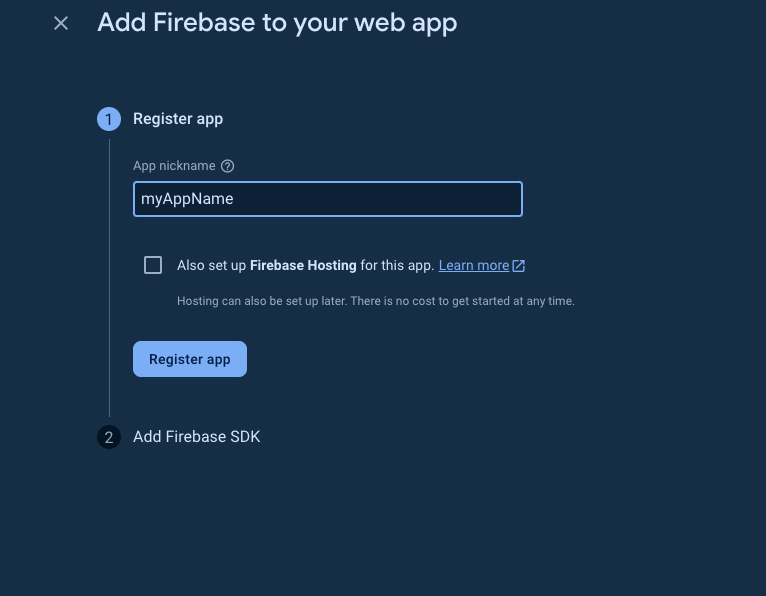 Add Firebase to your web app
1 Register app
App nickname ?
myAppName
Also set up Firebase Hosting for this app. Learn more
Hosting can also be set up later. There is no cost to get started at any time.
Register app
2 Add Firebase SDK